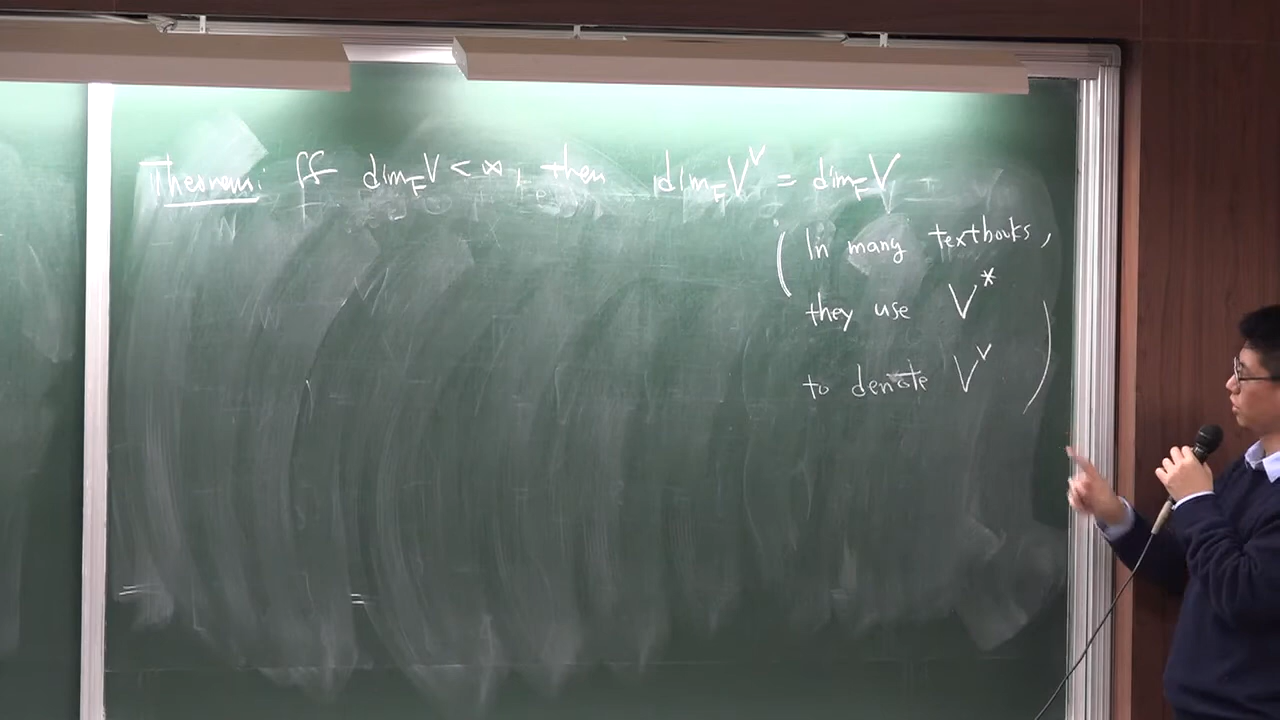 Theorem: If dim_F V < ∞, then dim_F V^∨ = dim_F V
(In many textbooks,
they use V^*
to denote V^∨)